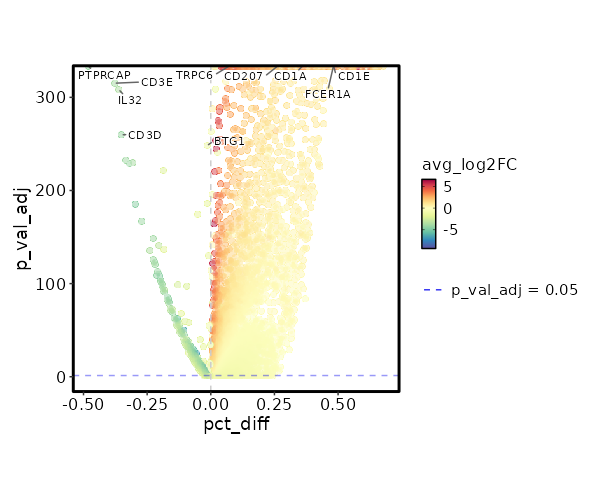 PTPRCAP
TRPC6
CD3E
CD207
CD1A
CD1E
IL32
FCER1A
CD3D
BTG1
300
200
100
0
p_val_adj
-0.50
-0.25
0.00
0.25
0.50
pct_diff
avg_log2FC
5
0
-5
p_val_adj = 0.05